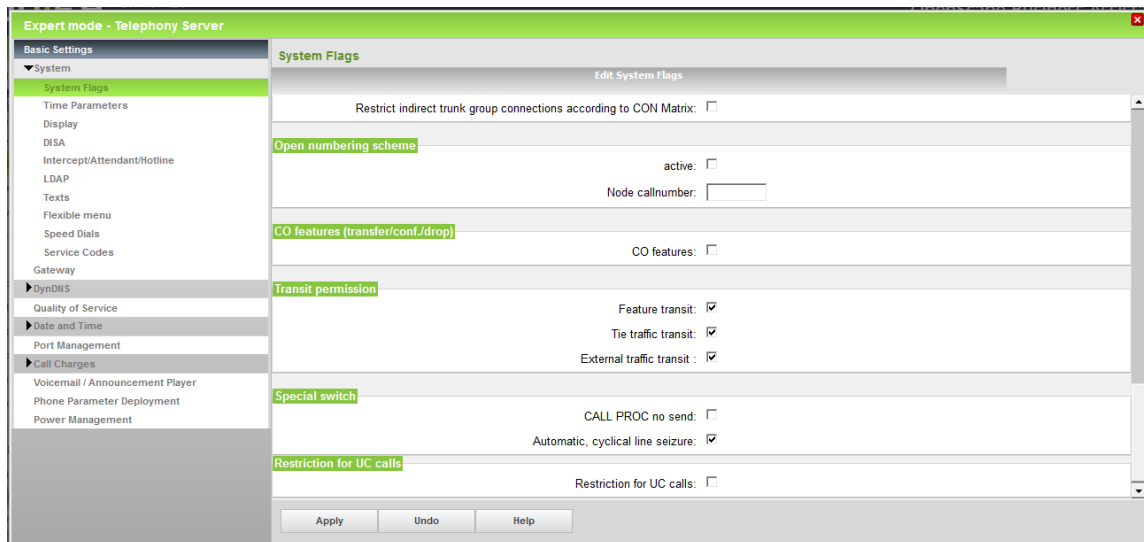 Expert mode - Telephony Server
Basic Settings
System
System Flags
Time Parameters
Display
DISA
Intercept/Attendant/Hotline
LDAP
Texts
Flexible menu
Speed Dials
Service Codes
Gateway
DynDNS
Quality of Service
Date and Time
Port Management
Call Charges
Voicemail / Announcement Player
Phone Parameter Deployment
Power Management
System Flags
Edit System Flags
Restrict indirect trunk group connections according to CON Matrix:
Open numbering scheme
active:
Node callnumber:
CO features (transfer/conf./drop)
CO features:
Transit permission
Feature transit:
Tie traffic transit:
External traffic transit :
Special switch
CALL PROC no send:
Automatic, cyclical line seizure:
Restriction for UC calls
Restriction for UC calls:
Apply Undo Help